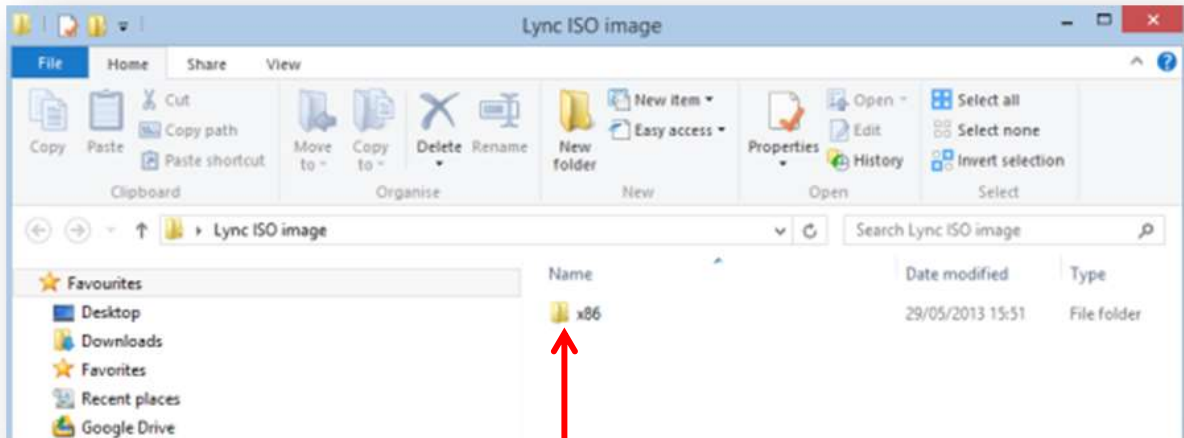 Lync ISO image
File Home Share View
Copy
Paste
Cut
Copy path
Paste shortcut
Clipboard
Move to
Copy to
Delete
Rename
Organise
New folder
New item
Easy access
New
Properties
Open
Edit
History
Open
Select all
Select none
Invert selection
Select
Lync ISO image
Search Lync ISO image
Favourites
Desktop
Downloads
Favorites
Recent places
Google Drive
Name Date modified Type
x86 29/05/2013 15:51 File folder